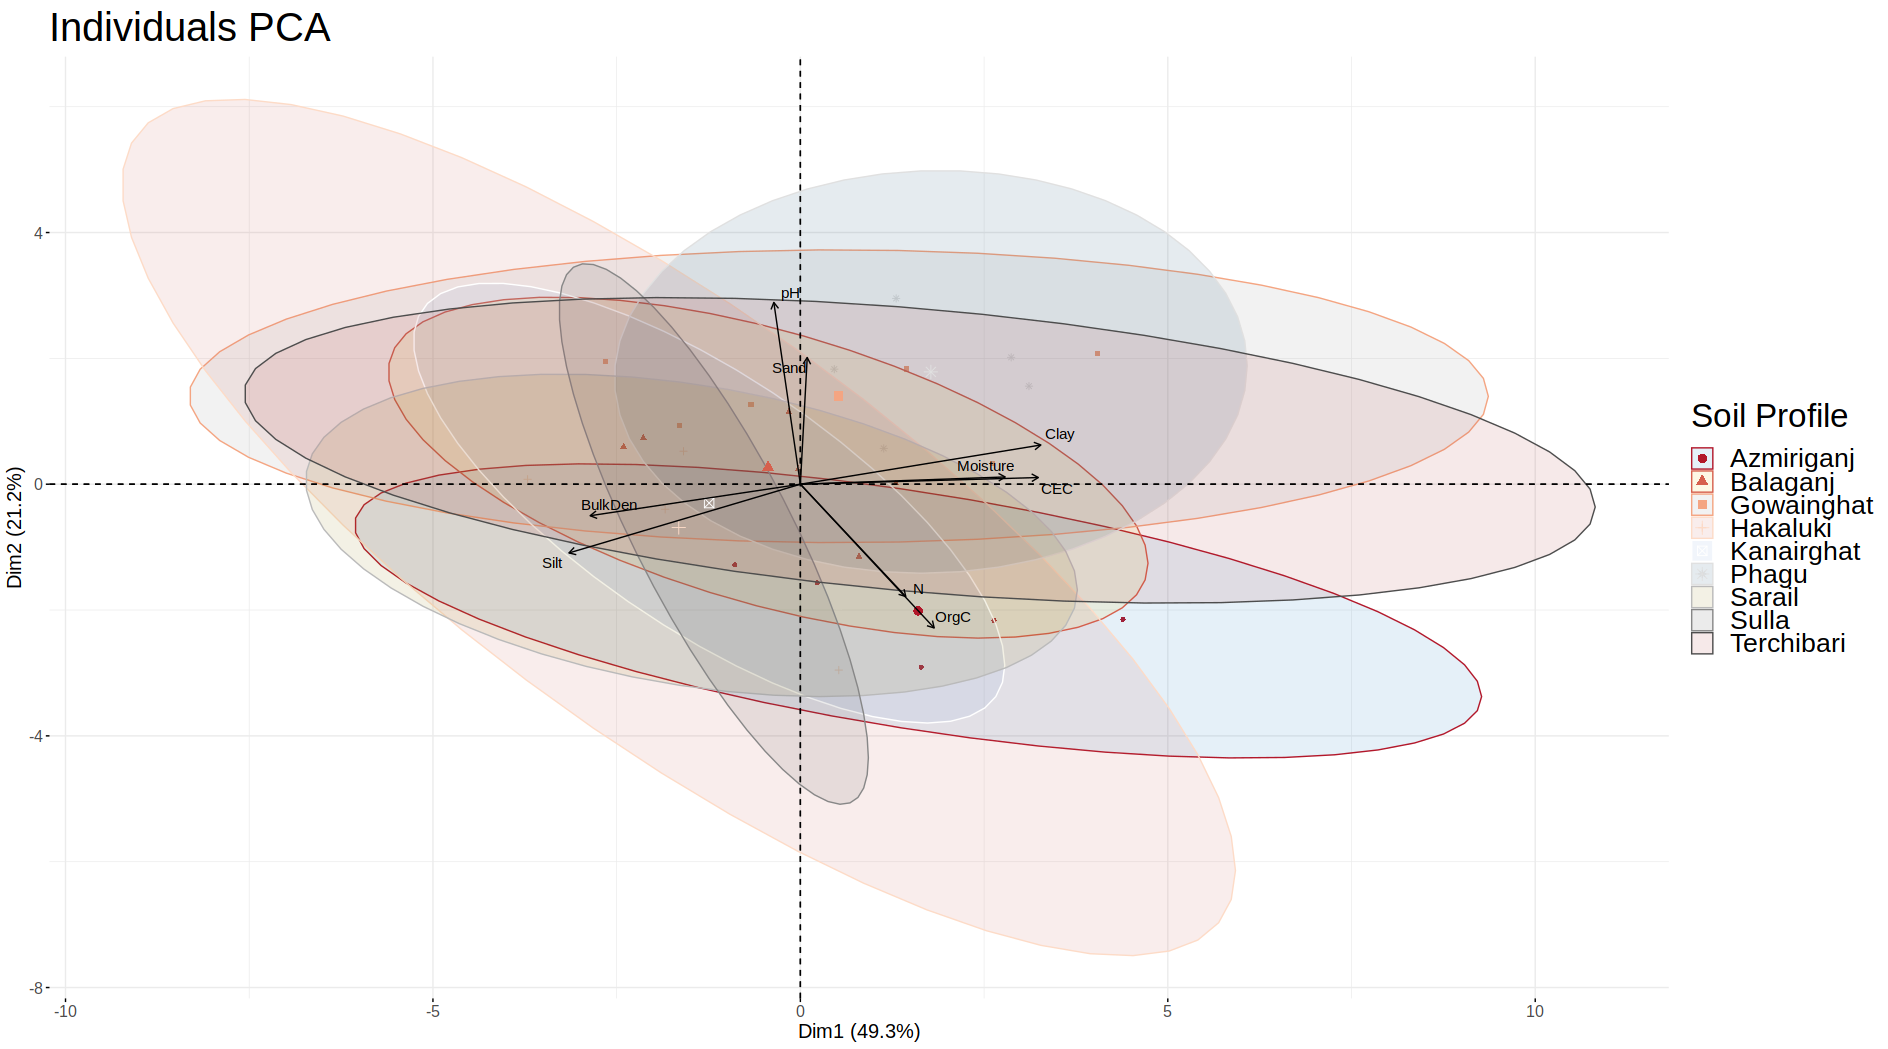 Individuals PCA
Dim2 (21.2%)
4
0
-4
-8
pH
Sand
Clay
Moisture
CEC
BulkDen
Silt
N
OrgC
-10
-5
0
5
10
Dim1 (49.3%)
Soil Profile
Azmiriganj
Balaganj
Gowainghat
Hakaluki
Kanairghat
Phagu
Sarail
Sulla
Terchibari